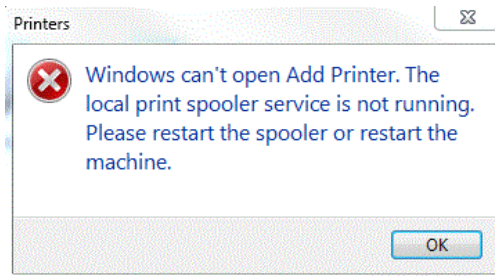 Printers
Windows can't open Add Printer. The
local print spooler service is not running.
Please restart the spooler or restart the
machine.
OK